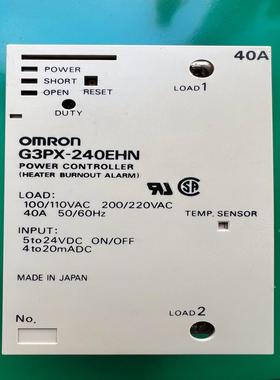 40A
POWER
SHORT
OPEN RESET
DUTY
LOAD1
OMRON
G3PX-240EHN
POWER CONTROLLER
(HEATER BURNOUT ALARM)
LOAD:
100/110VAC 200/220VAC
40A 50/60Hz
TEMP. SENSOR
INPUT:
5to24VDC ON/OFF
4to20mADC
MADE IN JAPAN
LOAD2
No.